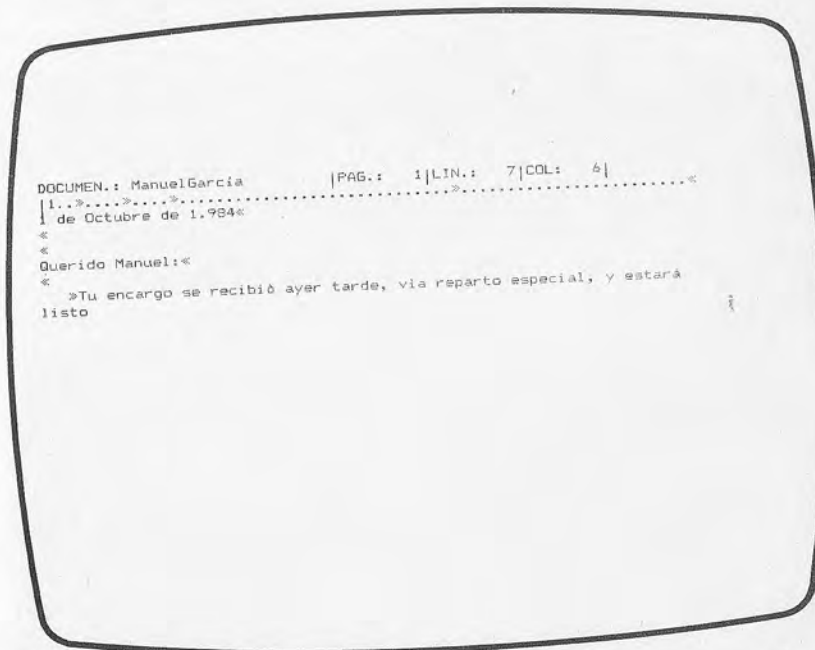 DOCUMEN.: ManuelGarcia |PAG.: 1|LIN.: 7|COL: 6|
|1..»....»....»...............................».........................«
1 de Octubre de 1.984«
«
«
Querido Manuel:«
«
»Tu encargo se recibió ayer tarde, via reparto especial, y estará
listo